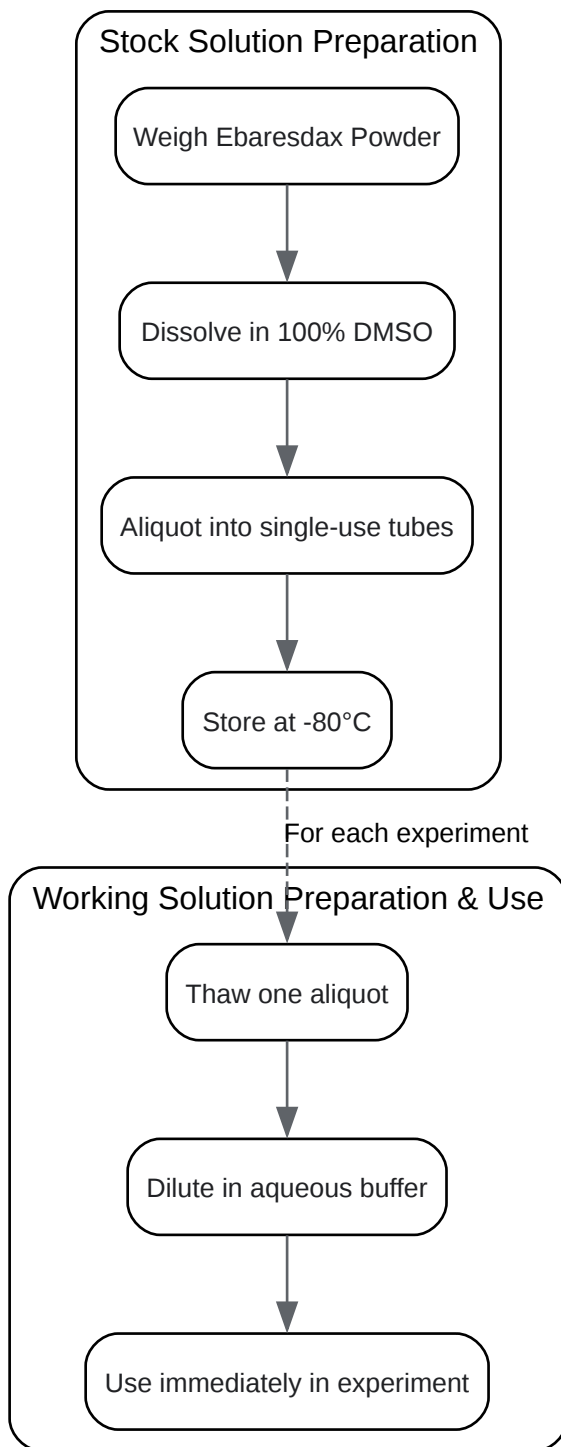 Stock Solution Preparation
Weigh Ebaresdax Powder
Dissolve in 100% DMSO
Aliquot into single-use tubes
Store at -80°C
For each experiment
Working Solution Preparation & Use
Thaw one aliquot
Dilute in aqueous buffer
Use immediately in experiment